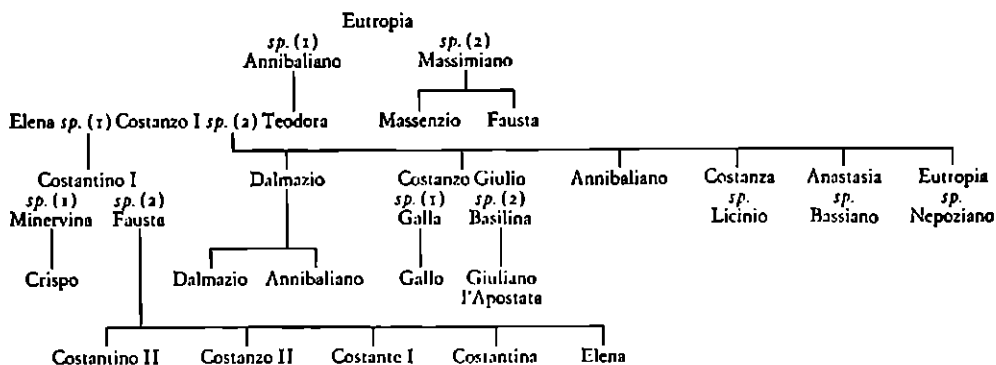 Eutropia
sp. (1) sp. (2)
Annibaliano Massimiano
Elena sp. (1) Costanzo I sp. (2) Teodora Massenzio Fausta
Costantino I Dalmazio Costanzo Giulio Annibaliano Costanza Anastasia Eutropia
sp. (1) sp. (2) sp. (1) sp. (2) sp. sp. sp.
Minervina Fausta Galla Basilina Licinio Bassiano Nepoziano
Crispo Dalmazio Annibaliano Gallo Giuliano
l'Apostata
Costantino II Costanzo II Costante I Costantina Elena